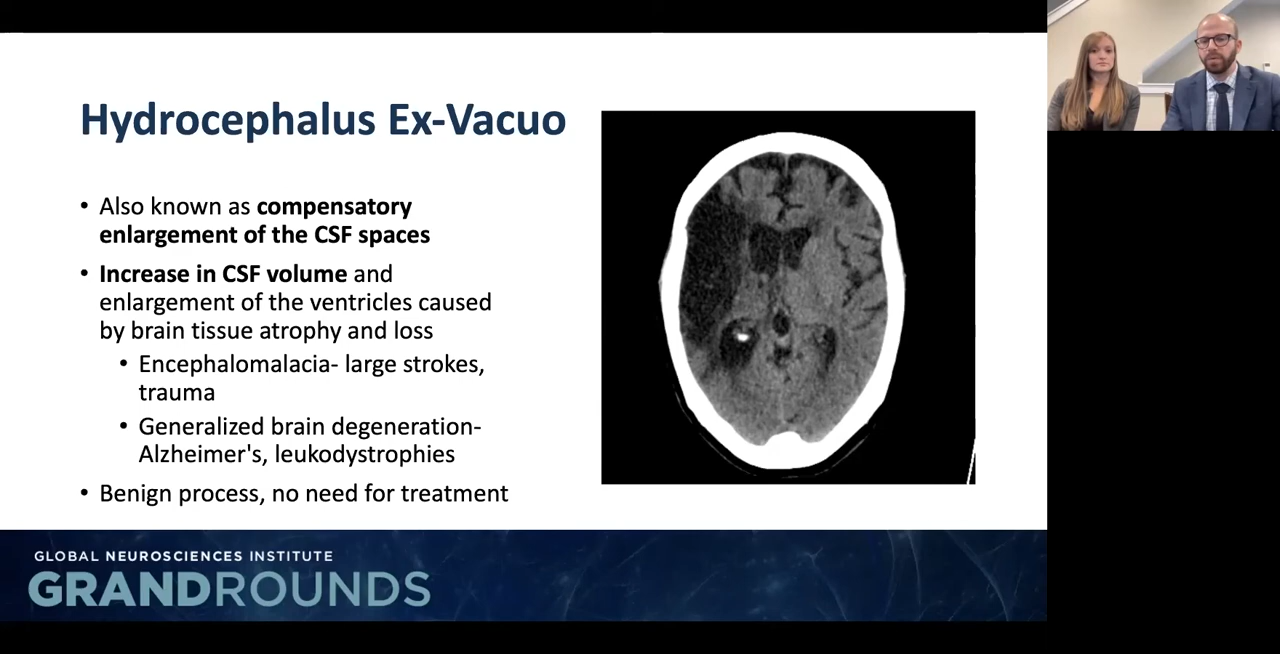 Hydrocephalus Ex-Vacuo
• Also known as compensatory
enlargement of the CSF spaces
• Increase in CSF volume and
enlargement of the ventricles caused
by brain tissue atrophy and loss
• Encephalomalacia- large strokes,
trauma
• Generalized brain degeneration-
Alzheimer's, leukodystrophies
• Benign process, no need for treatment
GLOBAL NEUROSCIENCES INSTITUTE
GRANDROUNDS